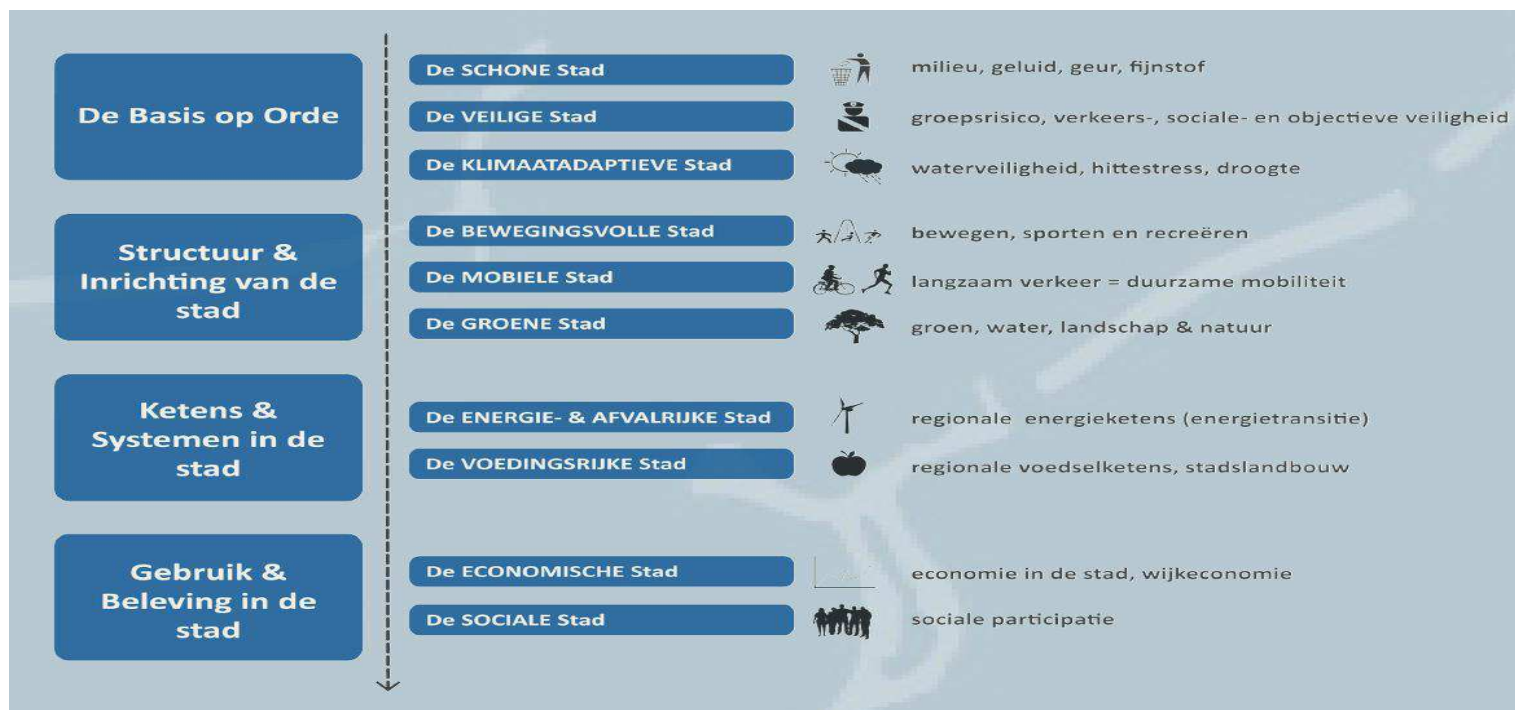 De Basis op Orde
De SCHONE Stad
milieu, geluid, geur, fijnstof
De VEILIGE Stad
groepsrisico, verkeers-, sociale- en objectieve veiligheid
De KLIMAATADAPTIEVE Stad
waterveiligheid, hittestress, droogte
Structuur &
Inrichting van de
stad
De BEWEGINGSVOLLE Stad
bewegen, sporten en recreëren
De MOBIELE Stad
langzaam verkeer = duurzame mobiliteit
De GROENE Stad
groen, water, landschap & natuur
Ketens &
Systemen in de
stad
De ENERGIE- & AFVALRIJKE Stad
regionale energieketens (energietransitie)
De VOEDINGSRIJKE Stad
regionale voedselketens, stadslandbouw
Gebruik &
Beleving in de
stad
De ECONOMISCHE Stad
economie in de stad, wijkeconomie
De SOCIALE Stad
sociale participatie